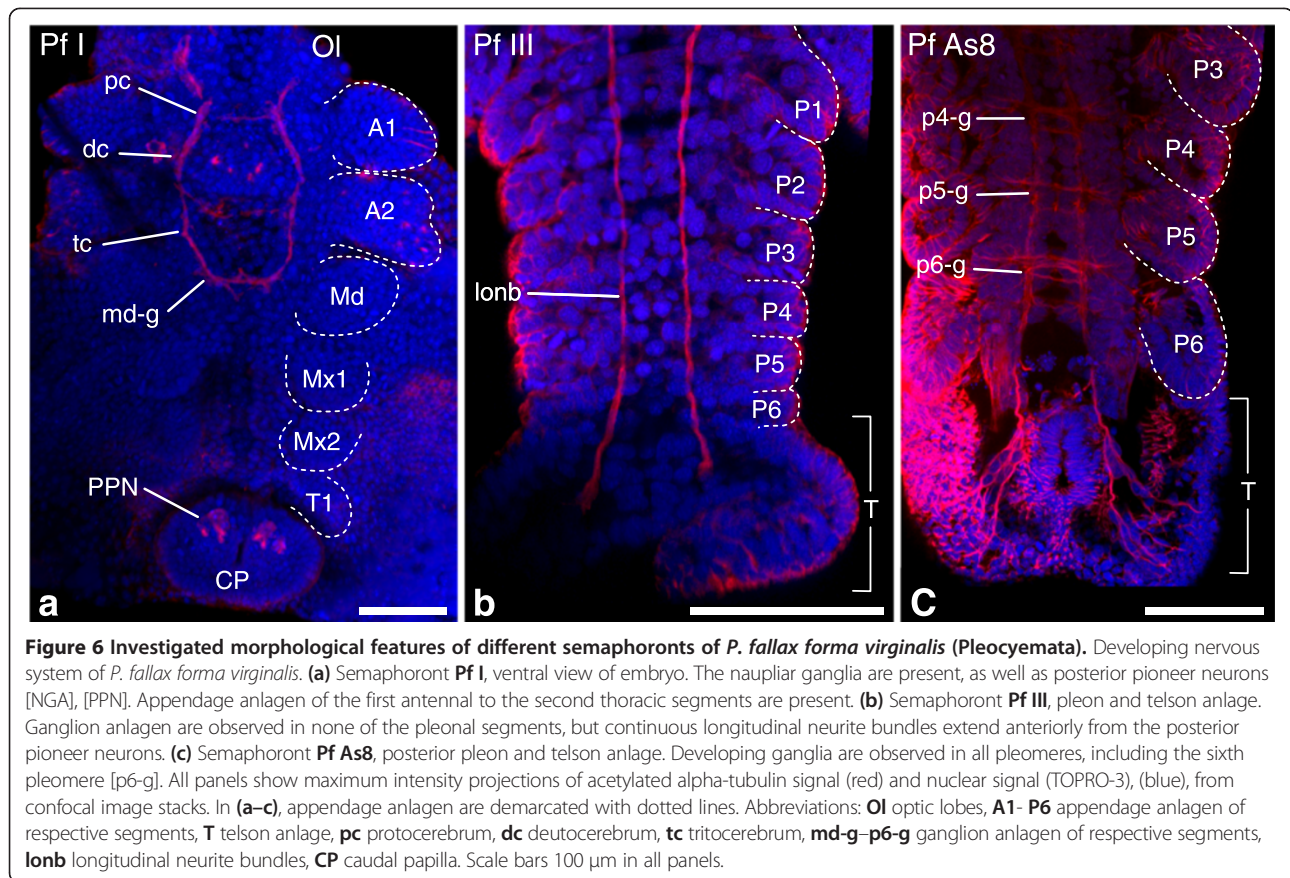 Pf I
Ol
pc
A1
dc
A2
tc
Md
md-g
Mx1
Mx2
PPN
T1
CP
a
Pf III
P1
P2
P3
lonb
P4
P5
P6
T
b
Pf As8
P3
p4-g
P4
p5-g
P5
p6-g
P6
T
C
Figure 6 Investigated morphological features of different semaphoronts of P. fallax forma virginalis (Pleocyemata). Developing nervous
system of P. fallax forma virginalis. (a) Semaphoront Pf I, ventral view of embryo. The naupliar ganglia are present, as well as posterior pioneer neurons
[NGA], [PPN]. Appendage anlagen of the first antennal to the second thoracic segments are present. (b) Semaphoront Pf III, pleon and telson anlage.
Ganglion anlagen are observed in none of the pleonal segments, but continuous longitudinal neurite bundles extend anteriorly from the posterior
pioneer neurons. (c) Semaphoront Pf As8, posterior pleon and telson anlage. Developing ganglia are observed in all pleomeres, including the sixth
pleomere [p6-g]. All panels show maximum intensity projections of acetylated alpha-tubulin signal (red) and nuclear signal (TOPRO-3), (blue), from
confocal image stacks. In (a–c), appendage anlagen are demarcated with dotted lines. Abbreviations: Ol optic lobes, A1- P6 appendage anlagen of
respective segments, T telson anlage, pc protocerebrum, dc deutocerebrum, tc tritocerebrum, md-g–p6-g ganglion anlagen of respective segments,
lonb longitudinal neurite bundles, CP caudal papilla. Scale bars 100 μm in all panels.